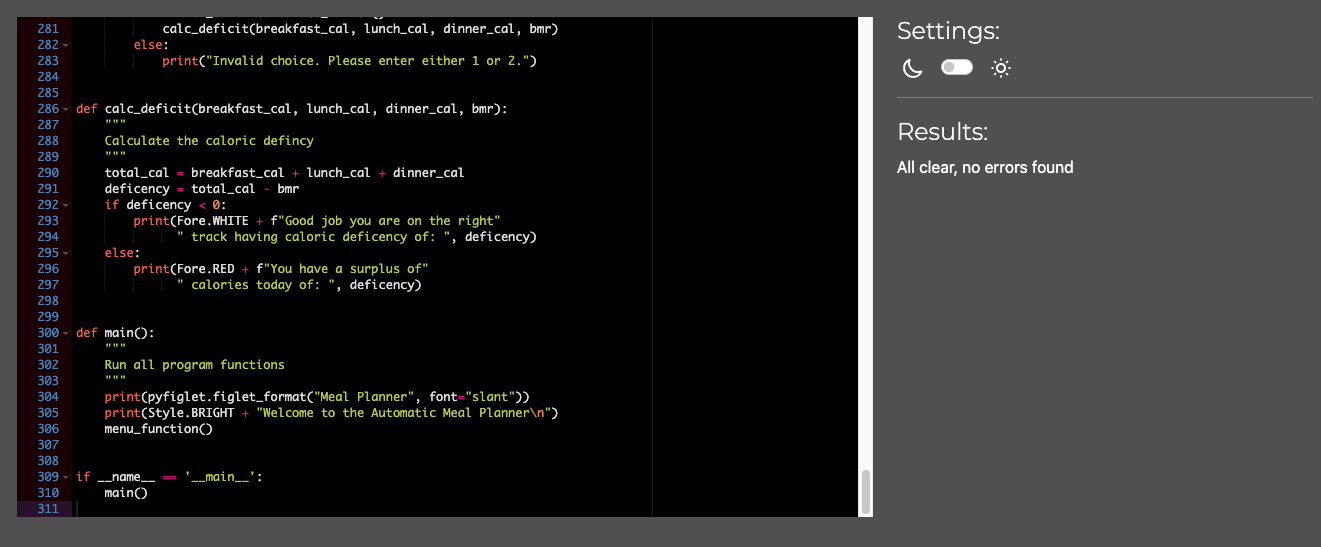 281 calc_deficit(breakfast_cal, lunch_cal, dinner_cal, bmr)
282 else:
283 print("Invalid choice. Please enter either 1 or 2.")
284
285
286 def calc_deficit(breakfast_cal, lunch_cal, dinner_cal, bmr):
287 """
288 Calculate the caloric defincy
289 """
290 total_cal = breakfast_cal + lunch_cal + dinner_cal
291 deficency = total_cal - bmr
292 if deficency < 0:
293 print(Fore.WHITE + f"Good job you are on the right"
294 " track having caloric deficency of: ", deficency)
295 else:
296 print(Fore.RED + f"You have a surplus of"
297 " calories today of: ", deficency)
298
299
300 def main():
301 """
302 Run all program functions
303 """
304 print(pyfiglet.figlet_format("Meal Planner", font="slant"))
305 print(Style.BRIGHT + "Welcome to the Automatic Meal Planner\n")
306 menu_function()
307
308
309 if __name__ == '__main__':
310 main()
311
Settings:
Results:
All clear, no errors found